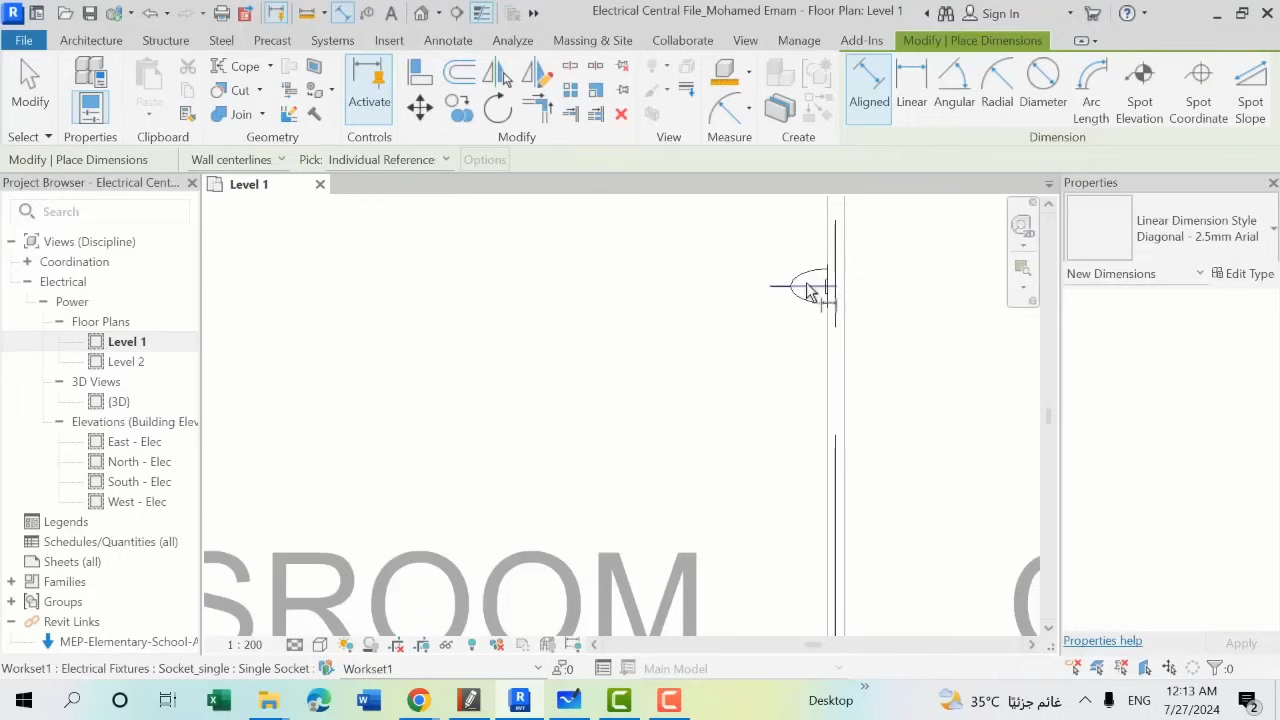 Electrical Central File_Mohamed Emam - Floor Plan: Level 1
Sign In
File
Architecture
Structure
Steel
Precast
Systems
Insert
Annotate
Analyze
Massing & Site
Collaborate
View
Manage
Add-Ins
Modify | Place Dimensions
Modify
Paste
Cope
Cut
Join
Activate
Aligned
Linear
Angular
Radial
Diameter
Arc
Length
Spot
Elevation
Spot
Coordinate
Spot
Slope
Select
Properties
Clipboard
Geometry
Controls
Modify
View
Measure
Create
Dimension
Modify | Place Dimensions
Wall centerlines
Pick: Individual Reference
Options
Project Browser - Electrical Cent...
Level 1
Properties
Search
Linear Dimension Style
Diagonal - 2.5mm Arial
New Dimensions
Edit Type
Views (Discipline)
Coordination
Electrical
Power
Floor Plans
Level 1
Level 2
3D Views
{3D}
Elevations (Building Elev
East - Elec
North - Elec
South - Elec
West - Elec
Legends
Schedules/Quantities (all)
Sheets (all)
Families
Groups
Revit Links
MEP-Elementary-School-A
2D
SROOM
1 : 200
Properties help
Apply
Workset1 : Electrical Fixtures : Socket_single : Single Socket
Workset1
:0
Main Model
:0
Desktop
35°C غائم جزئيًا
ENG
12:13 AM
7/27/2024
2